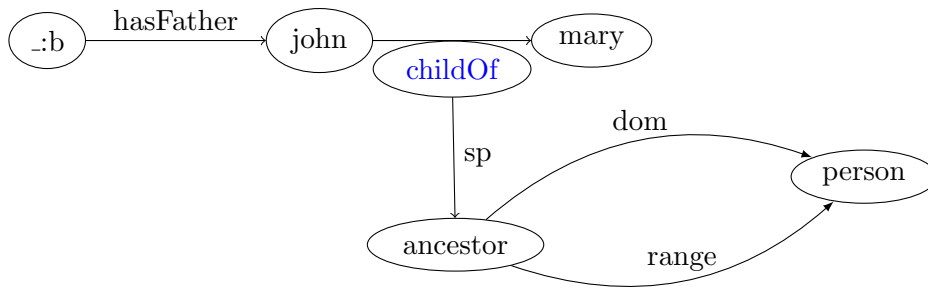 hasFather
_:b
john
mary
childOf
sp
dom
person
ancestor
range